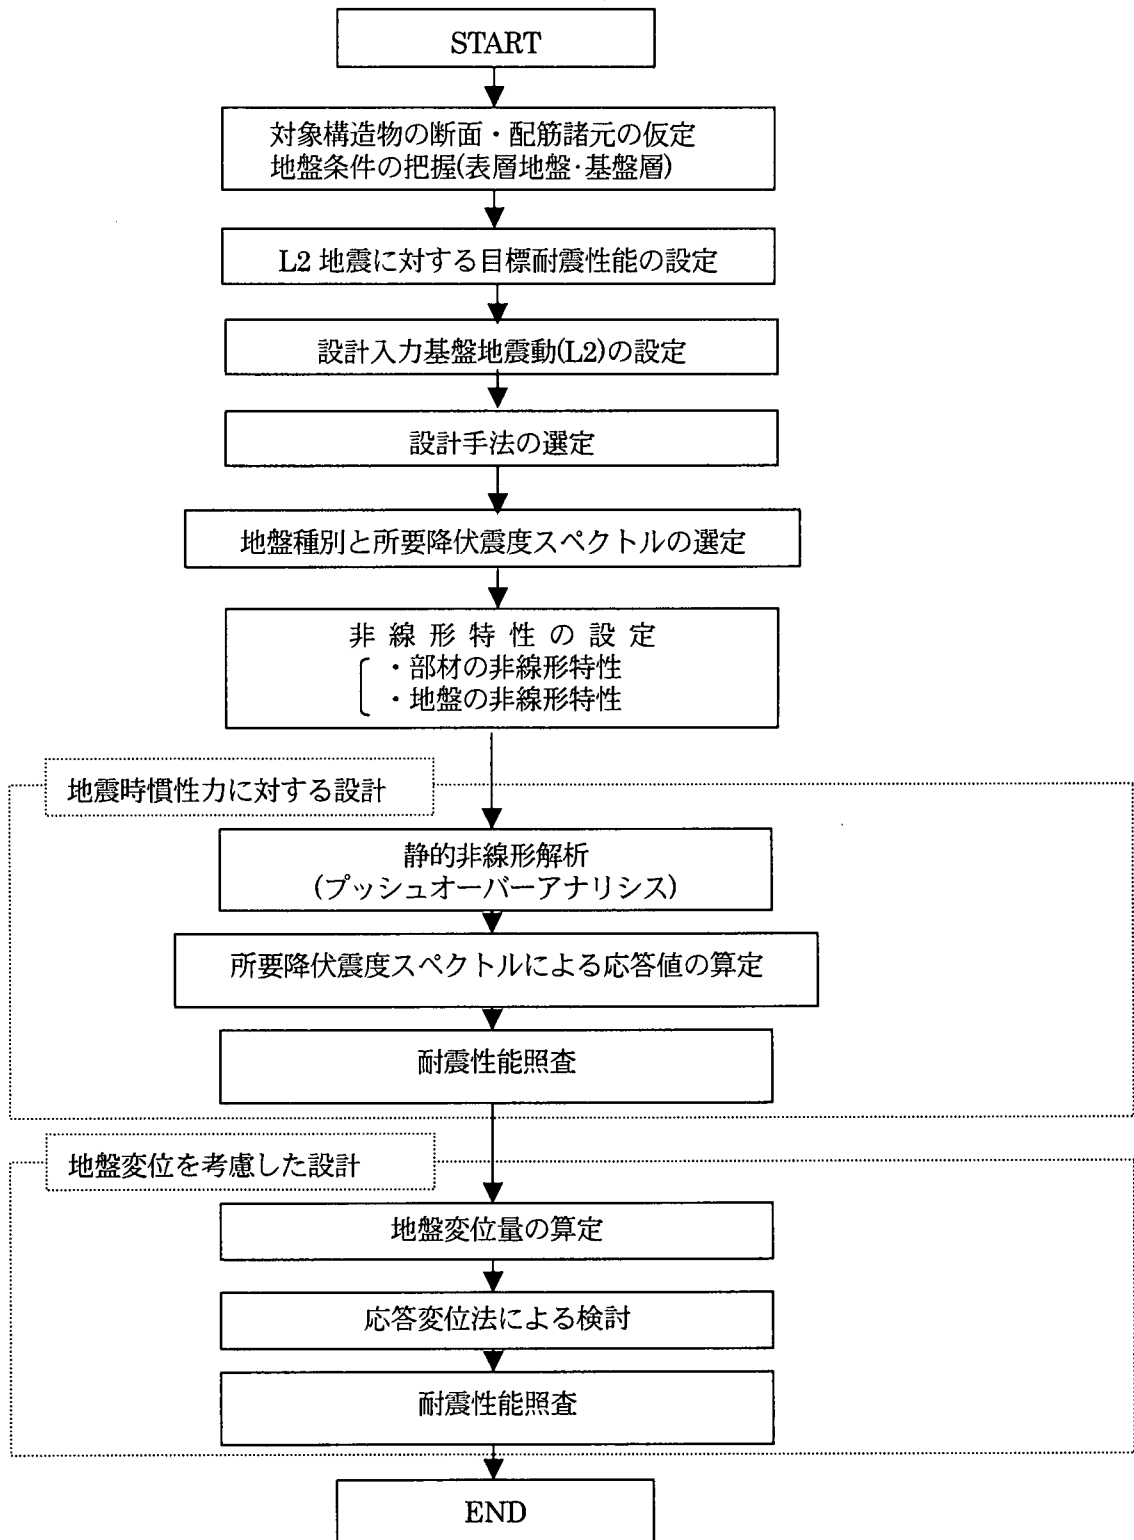 START
対象構造物の断面・配筋諸元の仮定
地盤条件の把握(表層地盤･基盤層)
L2 地震に対する目標耐震性能の設定
設計入力基盤地震動(L2)の設定
設計手法の選定
地盤種別と所要降伏震度スペクトルの選定
非 線 形 特 性 の 設 定
・部材の非線形特性
・地盤の非線形特性
地震時慣性力に対する設計
静的非線形解析
(プッシュオーバーアナリシス)
所要降伏震度スペクトルによる応答値の算定
耐震性能照査
地盤変位を考慮した設計
地盤変位量の算定
応答変位法による検討
耐震性能照査
END